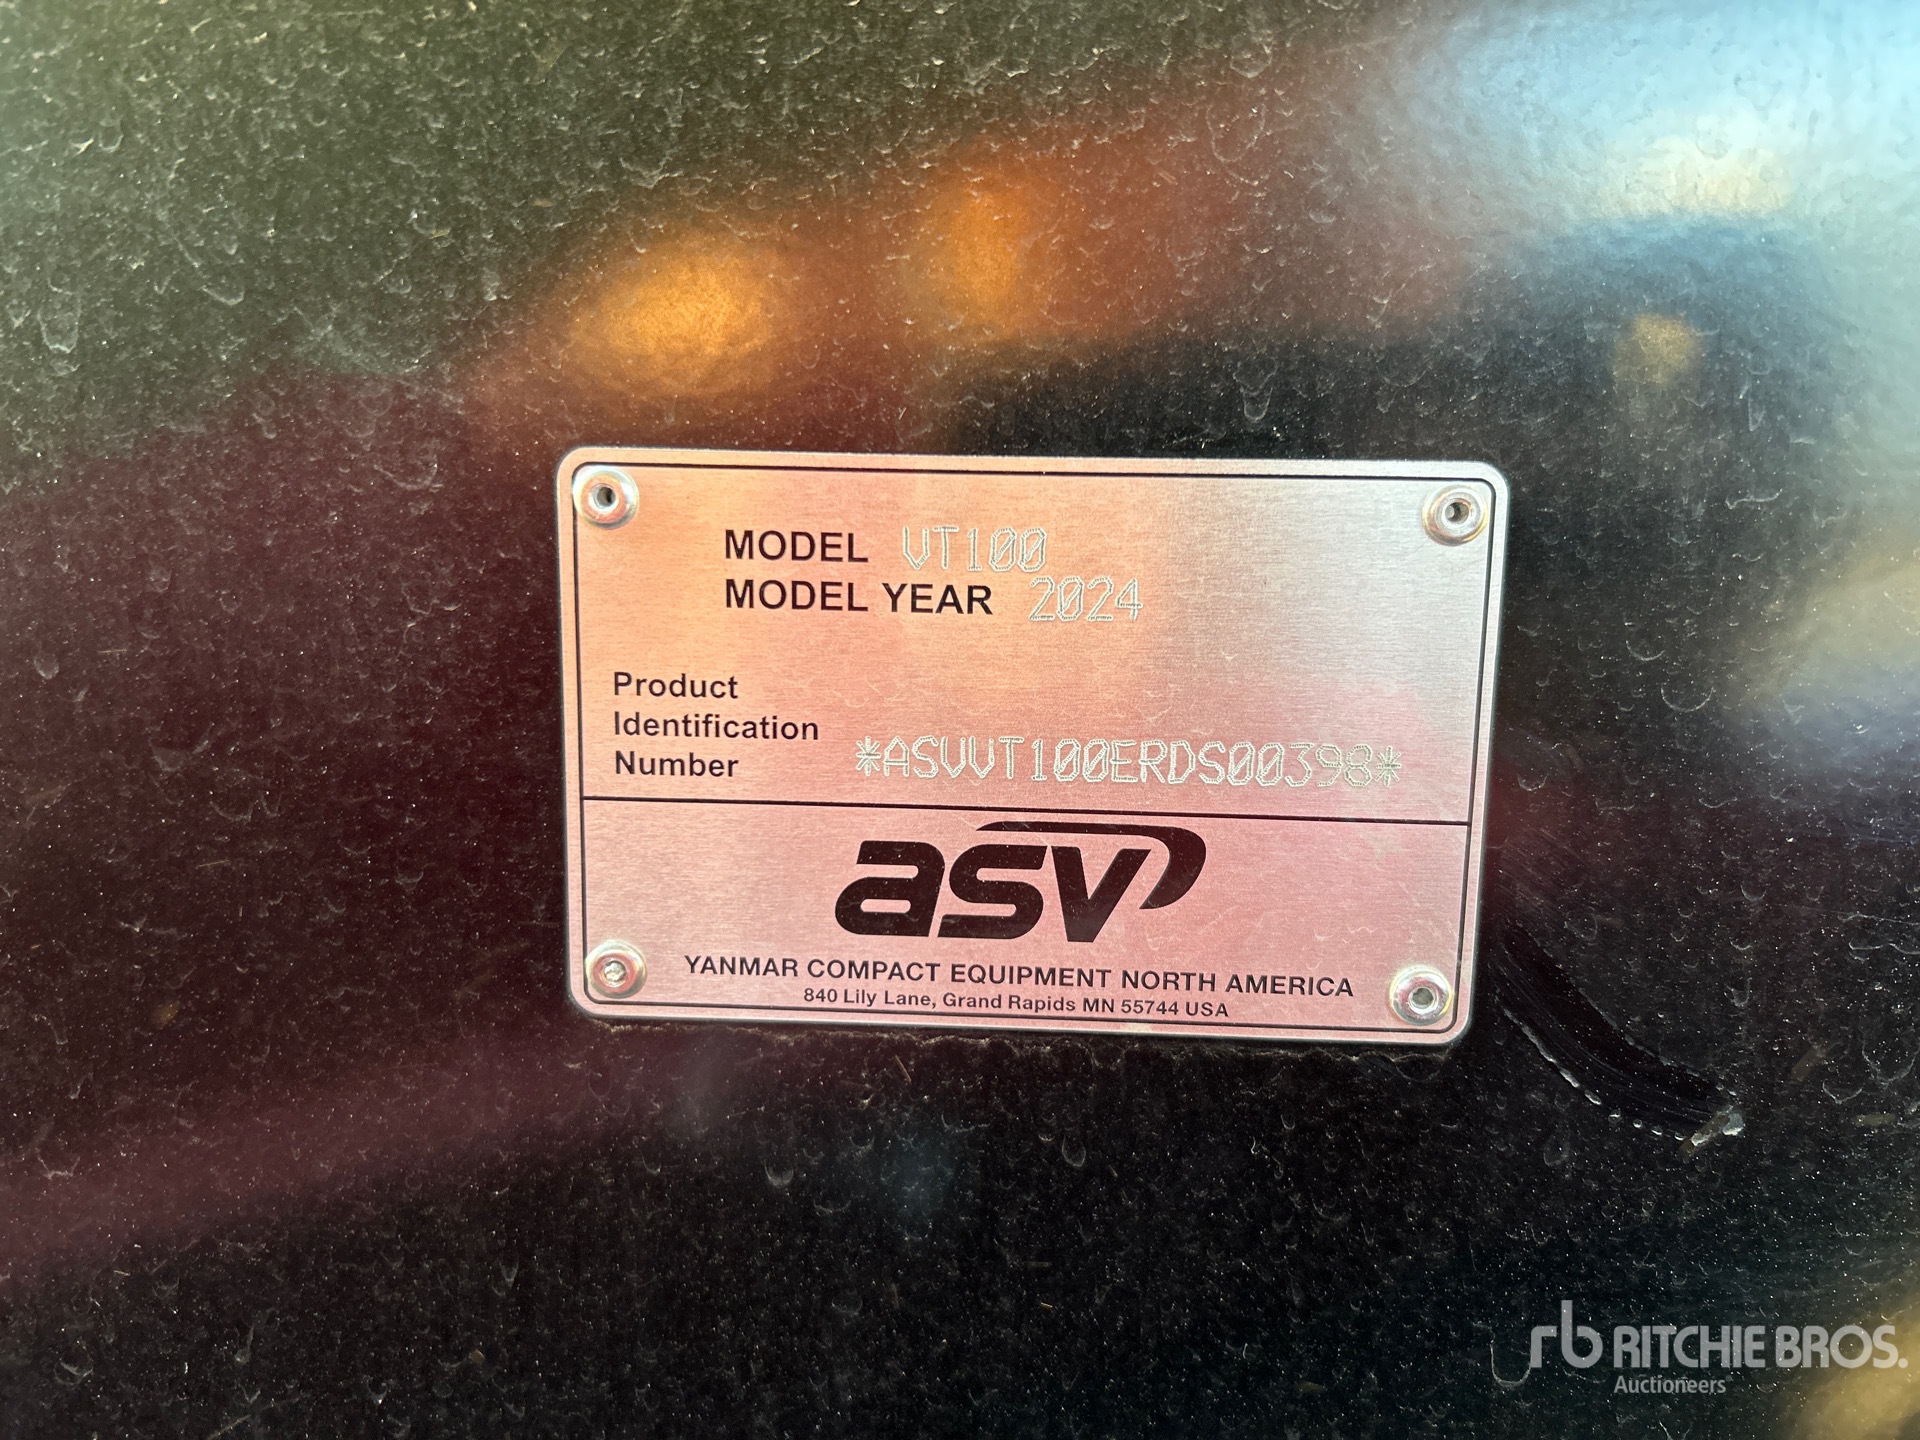 MODEL VT100
MODEL YEAR 2024
Product
Identification
Number *ASVVT100ERDS00398*
asv
YANMAR COMPACT EQUIPMENT NORTH AMERICA
840 Lily Lane, Grand Rapids MN 55744 USA
rb RITCHIE BROS.
Auctioneers